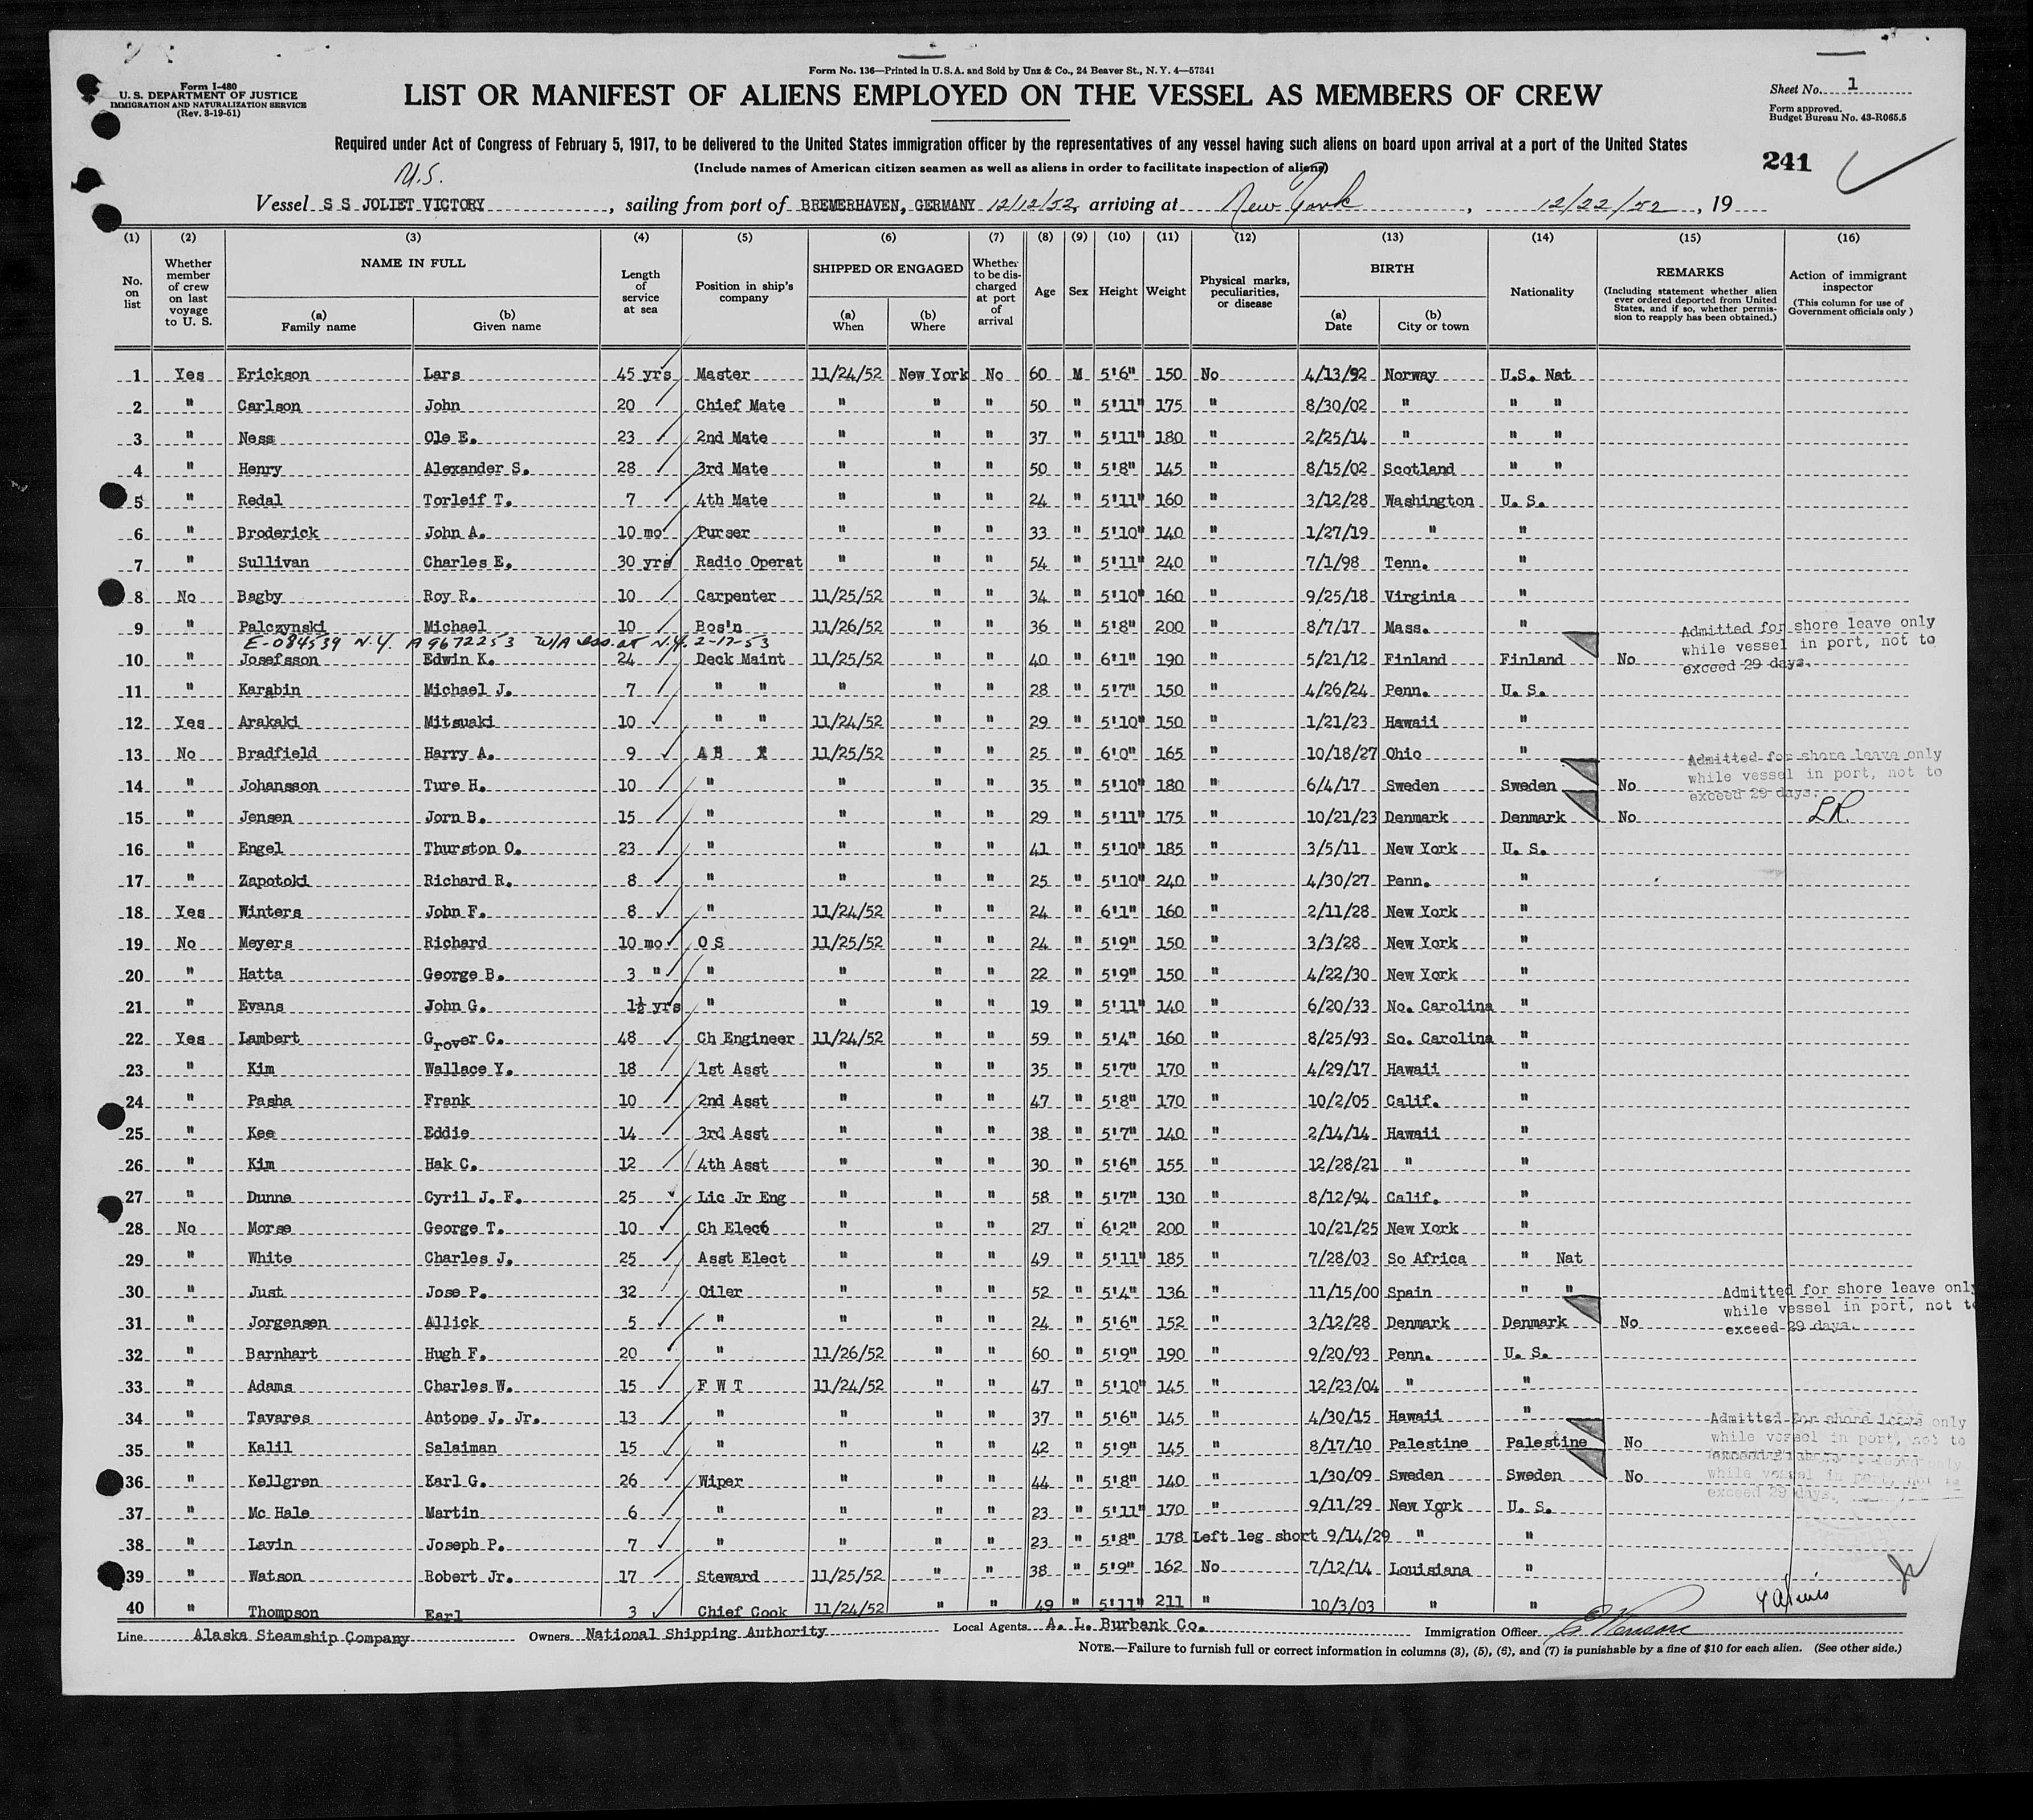 Form No. 136—Printed in U.S.A. and Sold by Unz & Co., 24 Beaver St., N. Y. 4—57341
Form I-480
U. S. DEPARTMENT OF JUSTICE
IMMIGRATION AND NATURALIZATION SERVICE
(Rev. 3-19-51)
LIST OR MANIFEST OF ALIENS EMPLOYED ON THE VESSEL AS MEMBERS OF CREW
Sheet No. 1
Form approved.
Budget Bureau No. 43-R065.5
Required under Act of Congress of February 5, 1917, to be delivered to the United States immigration officer by the representatives of any vessel having such aliens on board upon arrival at a port of the United States
(Include names of American citizen seamen as well as aliens in order to facilitate inspection of aliens)
241
U.S.
Vessel S S JOLIET VICTORY, sailing from port of BREMERHAVEN, GERMANY 12/12/52, arriving at New York, 12/22/52, 19
(1) (2) (3) (4) (5) (6) (7) (8) (9) (10) (11) (12) (13) (14) (15) (16)
No. on list
Whether member of crew on last voyage to U. S.
NAME IN FULL
(a) Family name
(b) Given name
Length of service at sea
Position in ship's company
SHIPPED OR ENGAGED
(a) When
(b) Where
Whether to be discharged at port of arrival
Age
Sex
Height
Weight
Physical marks, peculiarities, or disease
BIRTH
(a) Date
(b) City or town
Nationality
REMARKS
(Including statement whether alien ever ordered deported from United States, and if so, whether permission to reapply has been obtained.)
Action of immigrant inspector
(This column for use of Government officials only)
1 Yes Erickson Lars 45 yrs Master 11/24/52 New York No 60 M 5'6" 150 No 4/13/92 Norway U.S. Nat
2 " Carlson John 20 Chief Mate " " " 50 " 5'11" 175 " 8/30/02 " " "
3 " Ness Ole E. 23 2nd Mate " " " 37 " 5'11" 180 " 2/25/14 " " "
4 " Henry Alexander S. 28 3rd Mate " " " 50 " 5'8" 145 " 8/15/02 Scotland " "
5 " Redal Torleif T. 7 4th Mate " " " 24 " 5'11" 160 " 3/12/28 Washington U. S.
6 " Broderick John A. 10 mo Purser " " " 33 " 5'10" 140 " 1/27/19 " "
7 " Sullivan Charles E. 30 yrs Radio Operat " " " 54 " 5'11" 240 " 7/1/98 Tenn. "
8 No Bagby Roy R. 10 Carpenter 11/25/52 " " 34 " 5'10" 160 " 9/25/18 Virginia "
9 " Palczynski Michael 10 Bos'n 11/26/52 " " 36 " 5'8" 200 " 8/7/17 Mass. "
E-084539 N.Y. A 9672253 W/A iss. at N.Y. 2-17-53
10 " Josefsson Edwin K. 24 Deck Maint 11/25/52 " " 40 " 6'1" 190 " 5/21/12 Finland Finland No Admitted for shore leave only while vessel in port, not to exceed 29 days.
11 " Karabin Michael J. 7 " " " " " 28 " 5'7" 150 " 4/26/24 Penn. U. S.
12 Yes Arakaki Mitsuaki 10 " " 11/24/52 " " 29 " 5'10" 150 " 1/21/23 Hawaii "
13 No Bradfield Harry A. 9 A B 11/25/52 " " 25 " 6'0" 165 " 10/18/27 Ohio "
14 " Johansson Ture H. 10 " " " " 35 " 5'10" 180 " 6/4/17 Sweden Sweden No Admitted for shore leave only while vessel in port, not to exceed 29 days.
15 " Jensen Jorn B. 15 " " " " 29 " 5'11" 175 " 10/21/23 Denmark Denmark No LR.
16 " Engel Thurston O. 23 " " " " 41 " 5'10" 185 " 3/5/11 New York U. S.
17 " Zapotoki Richard R. 8 " " " " 25 " 5'10" 240 " 4/30/27 Penn. "
18 Yes Winters John F. 8 " 11/24/52 " " 24 " 6'1" 160 " 2/11/28 New York "
19 No Meyers Richard 10 mo O S 11/25/52 " " 24 " 5'9" 150 " 3/3/28 New York "
20 " Hatta George B. 3 " " " " " 22 " 5'9" 150 " 4/22/30 New York "
21 " Evans John G. 1½ yrs " " " " 19 " 5'11" 140 " 6/20/33 No. Carolina "
22 Yes Lambert Grover C. 48 Ch Engineer 11/24/52 " " 59 " 5'4" 160 " 8/25/93 So. Carolina "
23 " Kim Wallace Y. 18 1st Asst " " " 35 " 5'7" 170 " 4/29/17 Hawaii "
24 " Pasha Frank 10 2nd Asst " " " 47 " 5'8" 170 " 10/2/05 Calif. "
25 " Kee Eddie 14 3rd Asst " " " 38 " 5'7" 140 " 2/14/14 Hawaii "
26 " Kim Hak C. 12 4th Asst " " " 30 " 5'6" 155 " 12/28/21 " "
27 " Dunne Cyril J. F. 25 Lic Jr Eng " " " 58 " 5'7" 130 " 8/12/94 Calif. "
28 No Morse George T. 10 Ch Elect " " " 27 " 6'2" 200 " 10/21/25 New York "
29 " White Charles J. 25 Asst Elect " " " 49 " 5'11" 185 " 7/28/03 So Africa " Nat
30 " Just Jose P. 32 Oiler " " " 52 " 5'4" 136 " 11/15/00 Spain " "
31 " Jorgensen Allick 5 " " " " 24 " 5'6" 152 " 3/12/28 Denmark Denmark No Admitted for shore leave only while vessel in port, not to exceed 29 days.
32 " Barnhart Hugh F. 20 " 11/26/52 " " 60 " 5'9" 190 " 9/20/93 Penn. U. S.
33 " Adams Charles W. 15 F W T 11/24/52 " " 47 " 5'10" 145 " 12/23/04 " "
34 " Tavares Antone J. Jr. 13 " " " " 37 " 5'6" 145 " 4/30/15 Hawaii "
35 " Kalil Salaiman 15 " " " " 42 " 5'9" 145 " 8/17/10 Palestine Palestine No Admitted for shore leave only while vessel in port, not to
36 " Kellgren Karl G. 26 Wiper " " " 44 " 5'8" 140 " 1/30/09 Sweden Sweden No while vessel in port, not to exceed 29 days.
37 " Mc Hale Martin 6 " " " " 23 " 5'11" 170 " 9/11/29 New York U. S.
38 " Lavin Joseph P. 7 " " " " 23 " 5'8" 178 Left leg short 9/14/29 " "
39 " Watson Robert Jr. 17 Steward 11/25/52 " " 38 " 5'9" 162 No 7/12/14 Louisiana "
40 " Thompson Earl 3 Chief Cook 11/24/52 " " 49 " 5'11" 211 " 10/3/03 " "
Line Alaska Steamship Company Owners National Shipping Authority Local Agents A. L. Burbank Co. Immigration Officer
NOTE.—Failure to furnish full or correct information in columns (3), (5), (6), and (7) is punishable by a fine of $10 for each alien. (See other side.)